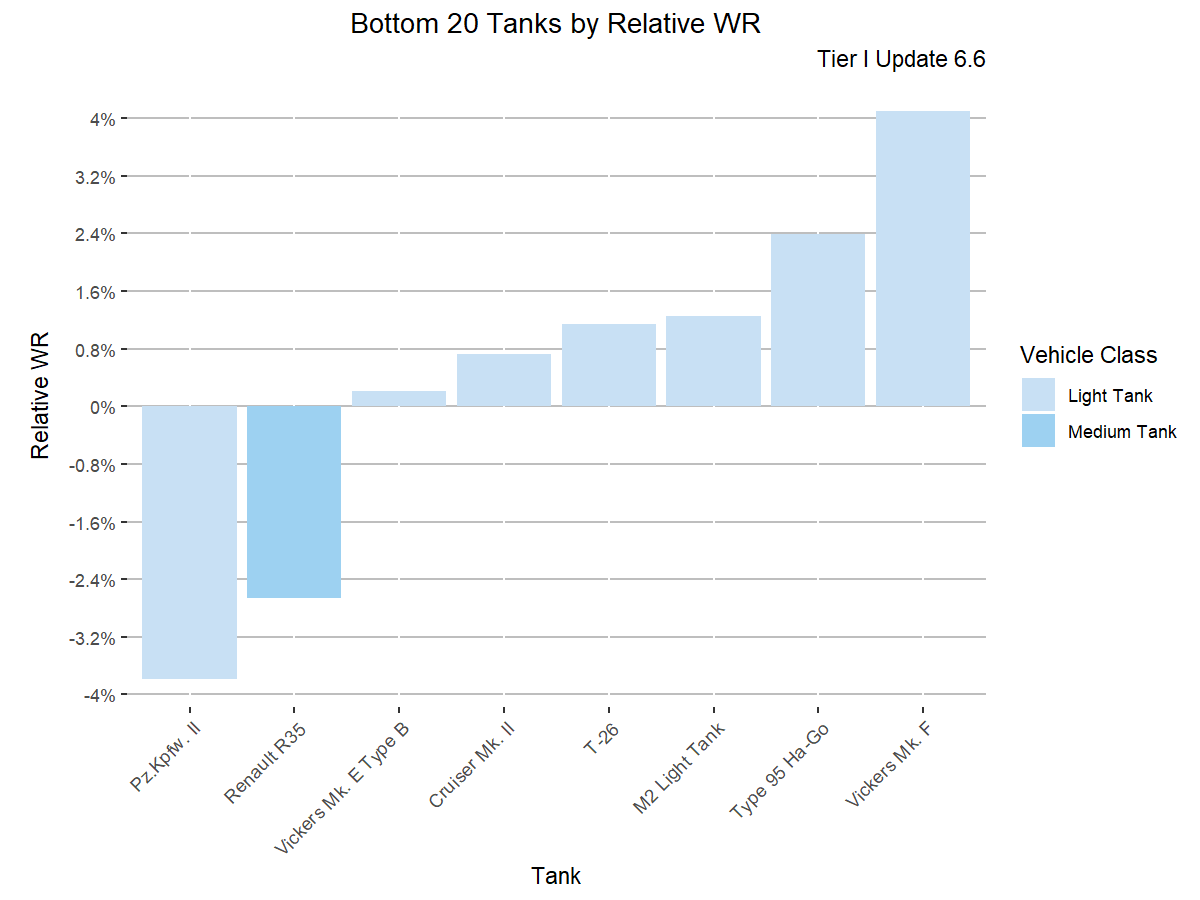 Bottom 20 Tanks by Relative WR
Tier I Update 6.6
4%
3.2%
2.4%
1.6%
0.8%
0%
-0.8%
-1.6%
-2.4%
-3.2%
-4%
Relative WR
Pz.Kpfw. II
Renault R35
Vickers Mk. E Type B
Cruiser Mk. II
T-26
M2 Light Tank
Type 95 Ha-Go
Vickers Mk. F
Tank
Vehicle Class
Light Tank
Medium Tank